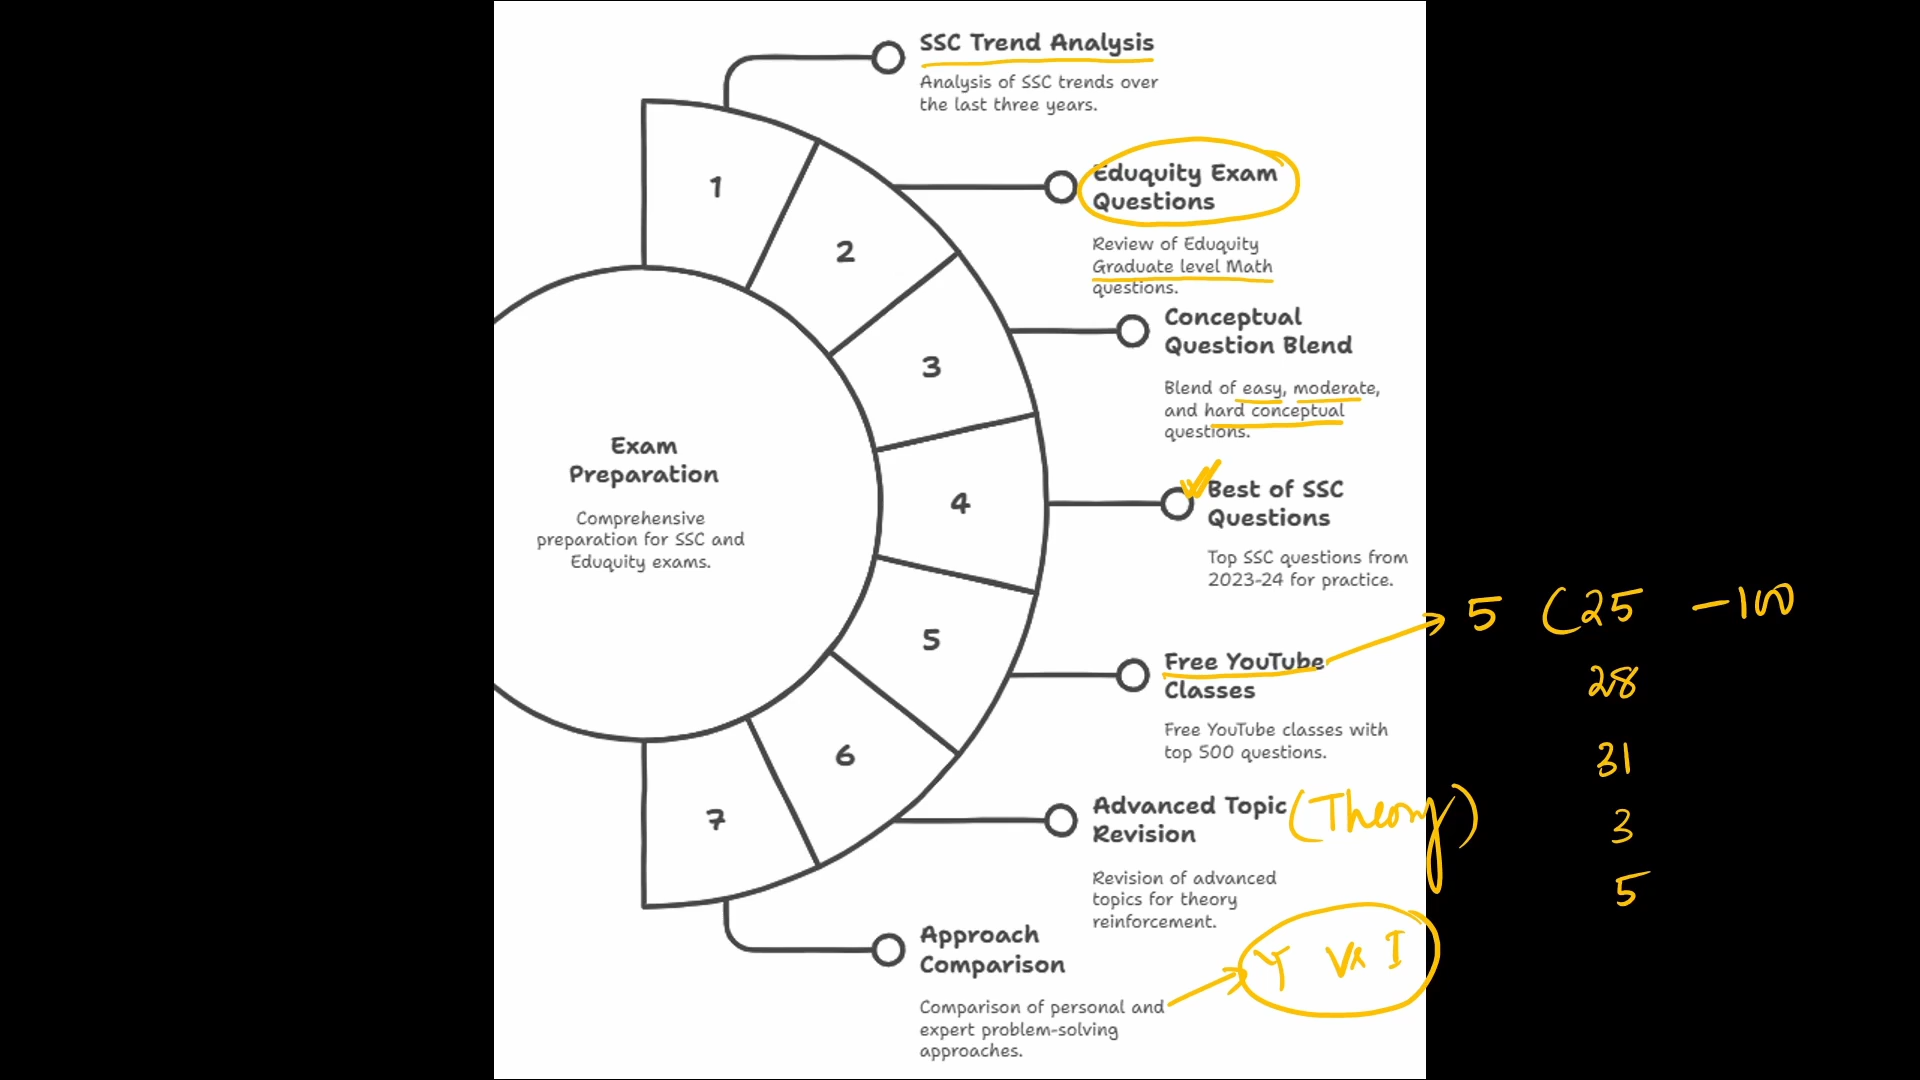 SSC Trend Analysis
Analysis of SSC trends over
the last three years.
1
Eduquity Exam
Questions
Review of Eduquity
Graduate level Math
questions.
2
Conceptual
Question Blend
Blend of easy, moderate,
and hard conceptual
questions.
3
Exam
Preparation
Comprehensive
preparation for SSC and
Eduquity exams.
4
Best of SSC
Questions
Top SSC questions from
2023-24 for practice.
5
Free YouTube
Classes
Free YouTube classes with
top 500 questions.
5 (25 - 100
28
31
3
5
6
Advanced Topic (Theory)
Revision
Revision of advanced
topics for theory
reinforcement.
7
Approach
Comparison
Comparison of personal and
expert problem-solving
approaches.
Y Vs I